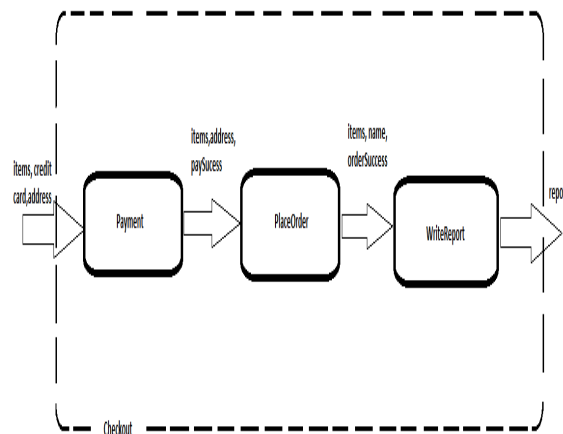 items, credit
card,address
Payment
items,address,
paySucess
PlaceOrder
items, name,
orderSuccess
WriteReport
repo
Checkout